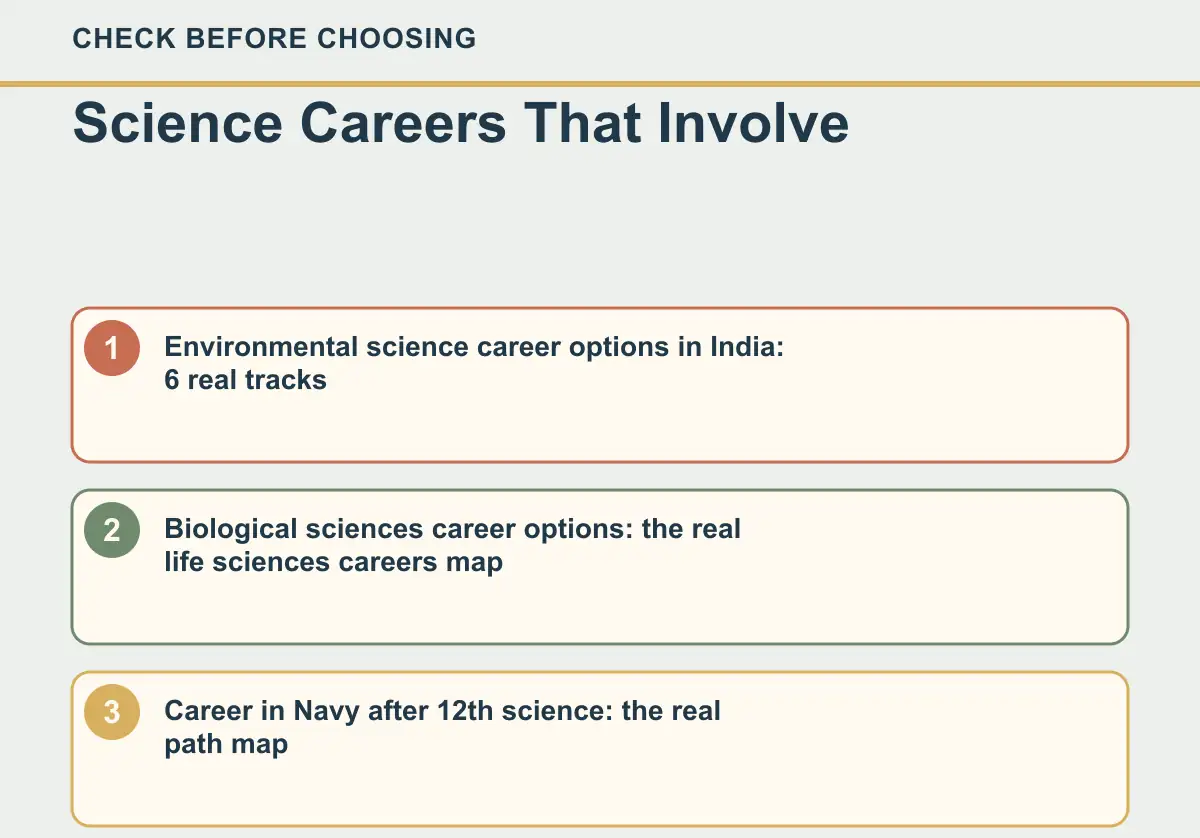 CHECK BEFORE CHOOSING
Science Careers That Involve
1
Environmental science career options in India:
6 real tracks
2
Biological sciences career options: the real
life sciences careers map
3
Career in Navy after 12th science: the real
path map